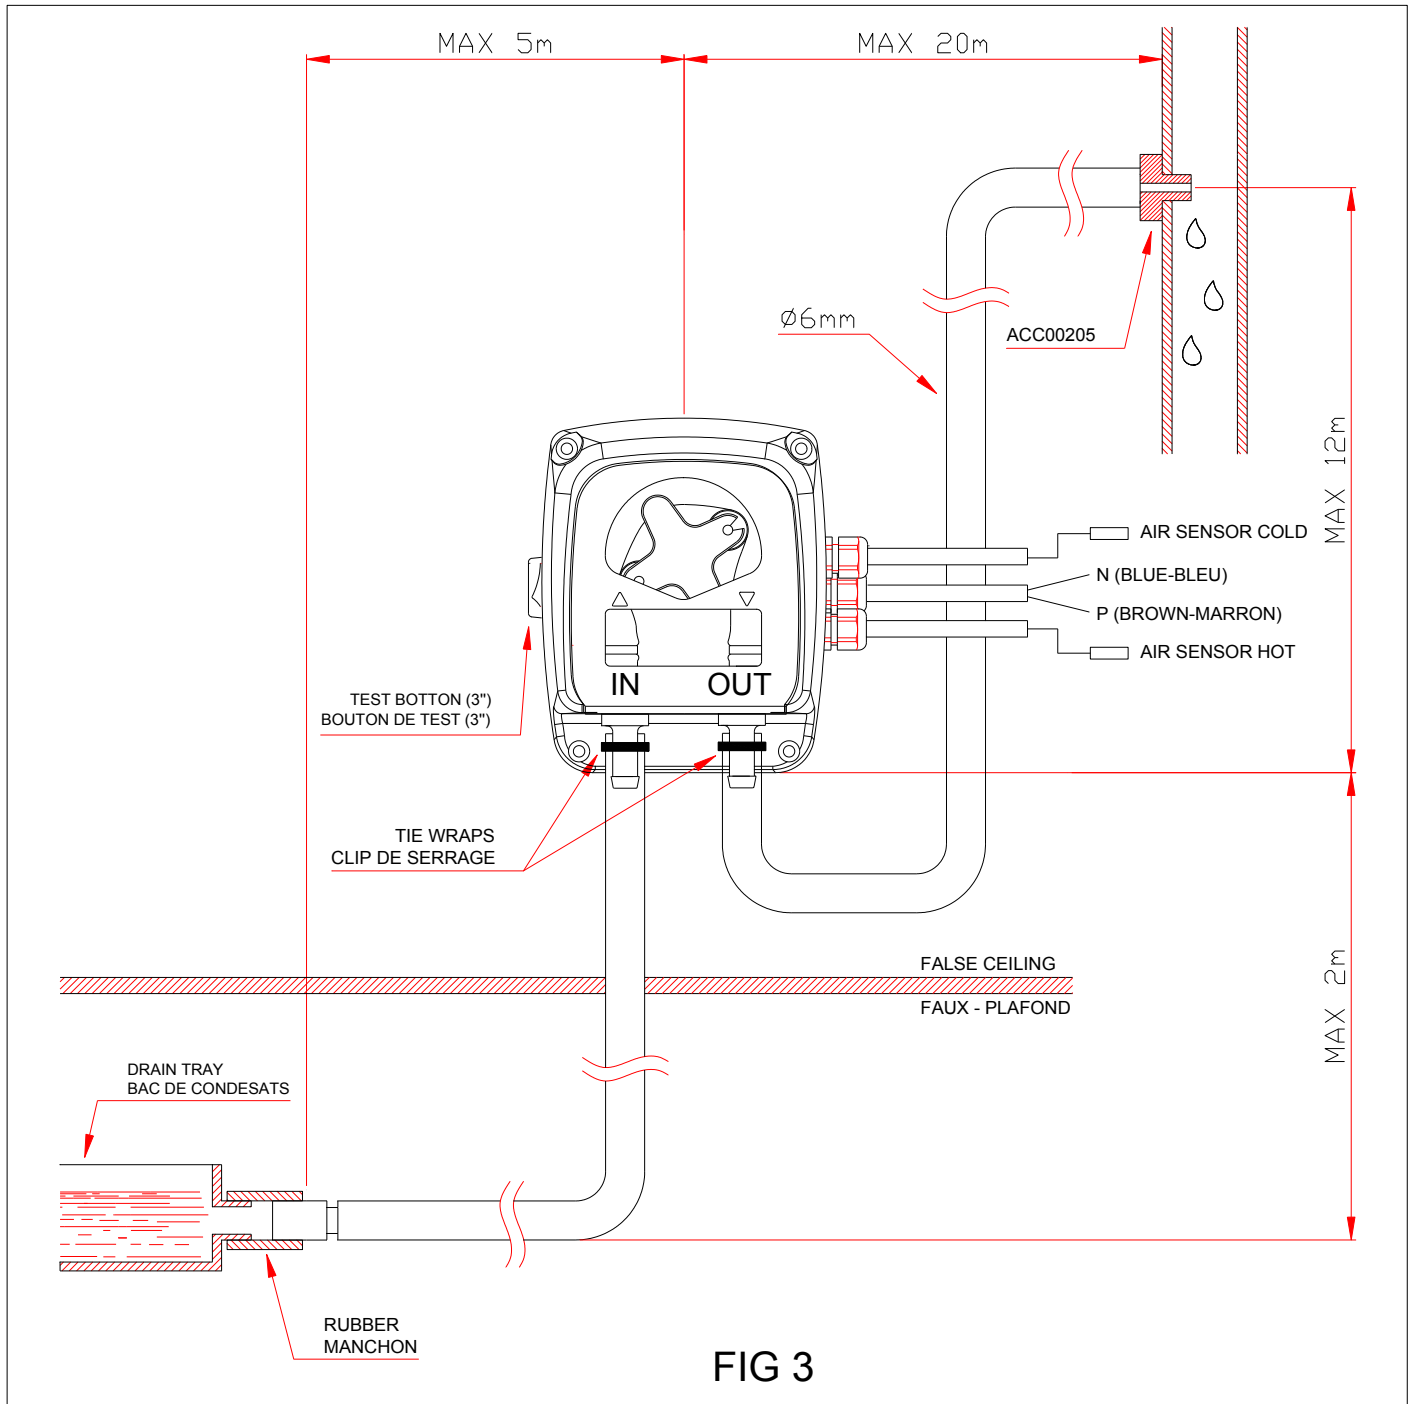 MAX 5m
MAX 20m
Ø6mm
ACC00205
MAX 12m
AIR SENSOR COLD
N (BLUE-BLEU)
P (BROWN-MARRON)
AIR SENSOR HOT
IN
OUT
TEST BOTTON (3")
BOUTON DE TEST (3")
TIE WRAPS
CLIP DE SERRAGE
FALSE CEILING
FAUX - PLAFOND
MAX 2m
DRAIN TRAY
BAC DE CONDESATS
RUBBER
MANCHON
FIG 3